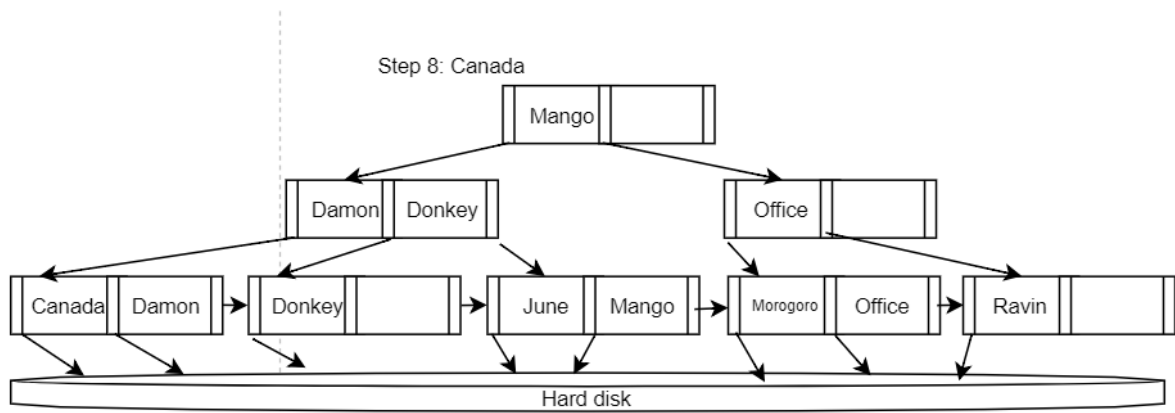 Step 8: Canada
Mango
Damon Donkey Office
Canada Damon Donkey June Mango Morogoro Office Ravin
Hard disk